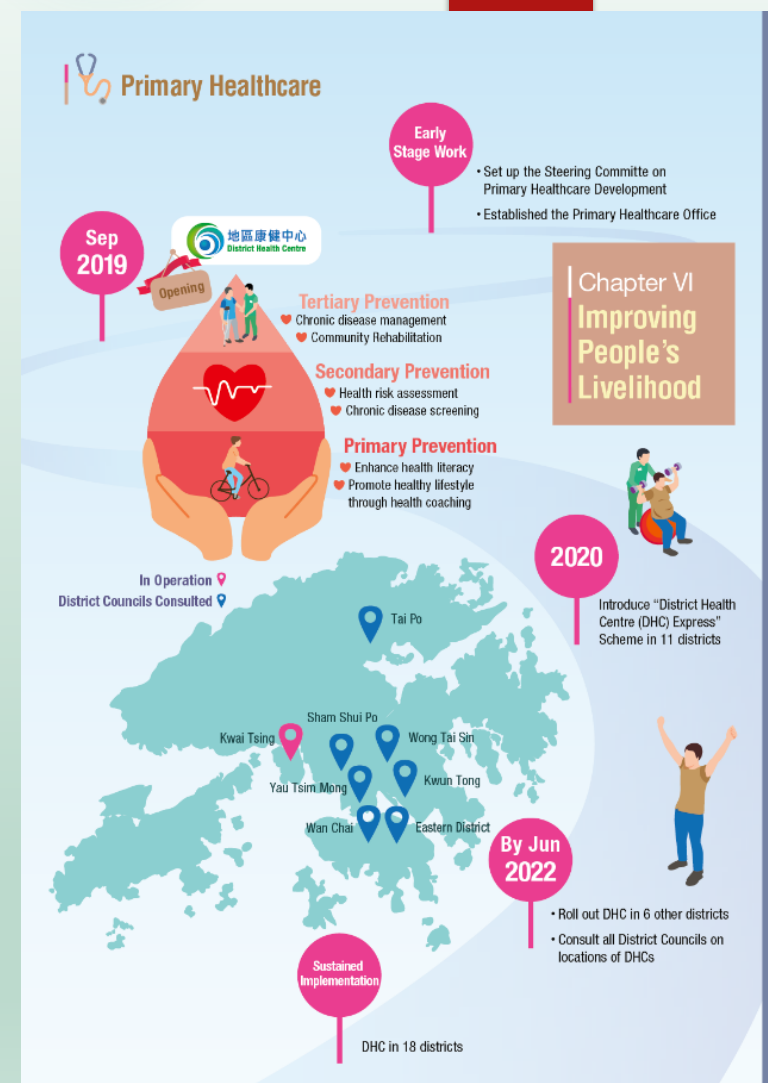 Primary Healthcare
Early
Stage Work
• Set up the Steering Committe on
Primary Healthcare Development
• Established the Primary Healthcare Office
Sep
2019
地區康健中心
District Health Centre
Opening
Chapter VI
Improving
People's
Livelihood
Tertiary Prevention
Chronic disease management
Community Rehabilitation
Secondary Prevention
Health risk assessment
Chronic disease screening
Primary Prevention
Enhance health literacy
Promote healthy lifestyle
through health coaching
2020
Introduce “District Health
Centre (DHC) Express”
Scheme in 11 districts
In Operation
District Councils Consulted
Tai Po
Sham Shui Po
Kwai Tsing
Wong Tai Sin
Yau Tsim Mong
Kwun Tong
Wan Chai
Eastern District
By Jun
2022
• Roll out DHC in 6 other districts
• Consult all District Councils on
locations of DHCs
Sustained
Implementation
DHC in 18 districts